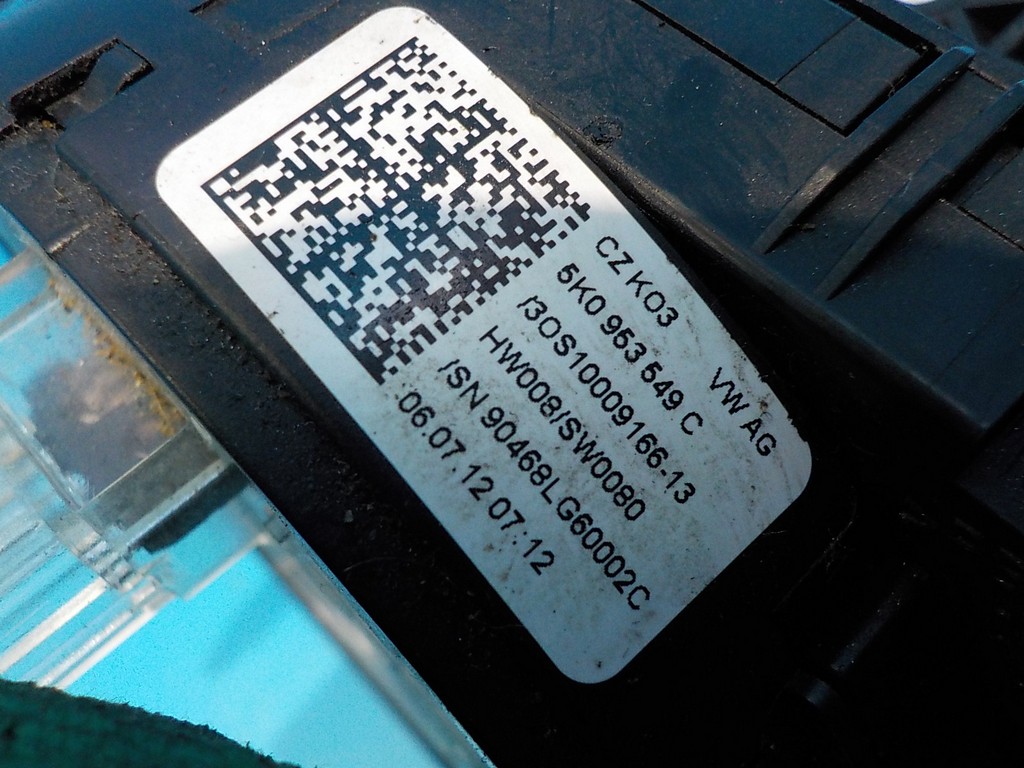 CZ KO3 VW AG
5K0 953 549 C
/3OS10009166-13
HW008/SW0080
/SN 90468LG60002C
06.07.12 07:12